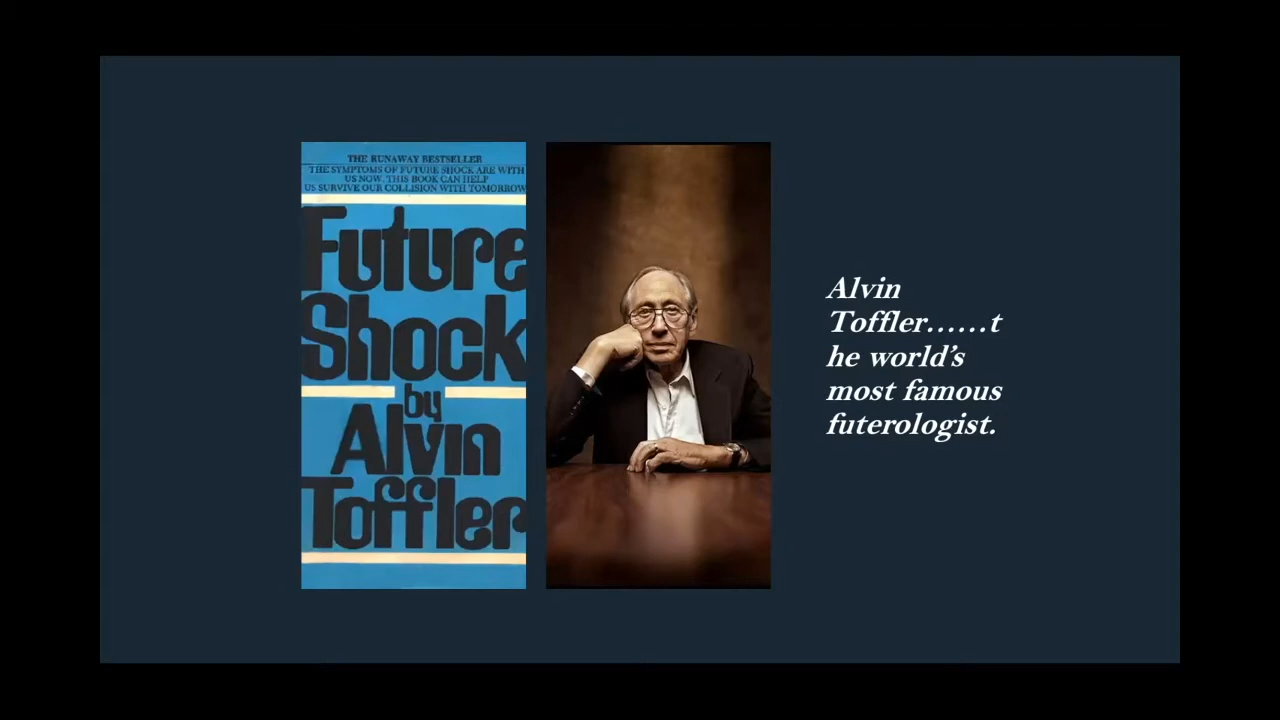 THE RUNAWAY BESTSELLER
THE SYMPTOMS OF FUTURE SHOCK ARE WITH
US NOW. THIS BOOK CAN HELP
US SURVIVE OUR COLLISION WITH TOMORROW
Future
Shock
by
Alvin
Toffler
Alvin
Toffler......t
he world’s
most famous
futerologist.